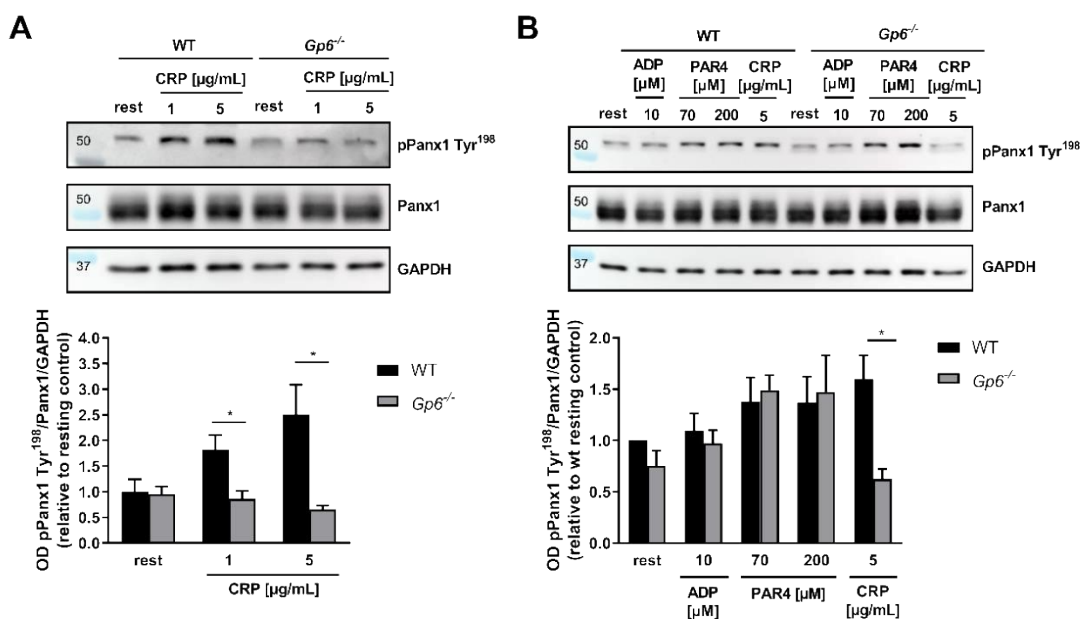 A
WT
Gp6-/-
CRP [µg/mL]
CRP [µg/mL]
rest
1
5
rest
1
5
50
pPanx1 Tyr198
50
Panx1
37
GAPDH
OD pPanx1 Tyr198/Panx1/GAPDH
(relative to resting control)
4.0
3.5
3.0
2.5
2.0
1.5
1.0
0.5
0.0
*
*
WT
Gp6-/-
rest
1
5
CRP [µg/mL]
B
WT
Gp6-/-
ADP
[µM]
PAR4
[µM]
CRP
[µg/mL]
ADP
[µM]
PAR4
[µM]
CRP
[µg/mL]
rest 10 70 200 5 rest 10 70 200 5
50
pPanx1 Tyr198
50
Panx1
37
GAPDH
OD pPanx1 Tyr198/Panx1/GAPDH
(relative to wt resting control)
2.0
1.5
1.0
0.5
0.0
*
WT
Gp6-/-
rest
10
70
200
5
ADP
[µM]
PAR4 [µM]
CRP
[µg/mL]